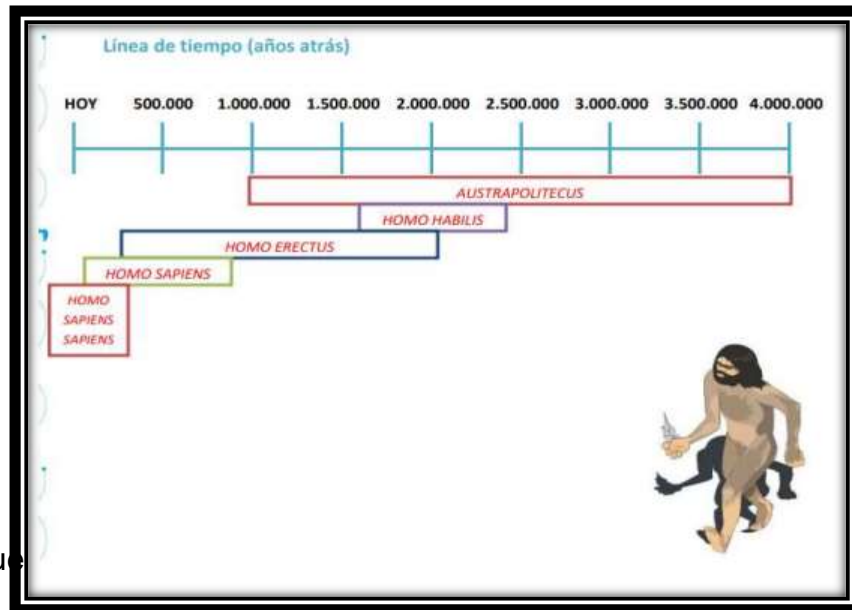 Línea de tiempo (años atrás)
HOY 500.000 1.000.000 1.500.000 2.000.000 2.500.000 3.000.000 3.500.000 4.000.000
AUSTRAPOLITECUS
HOMO HABILIS
HOMO ERECTUS
HOMO SAPIENS
HOMO
SAPIENS
SAPIENS